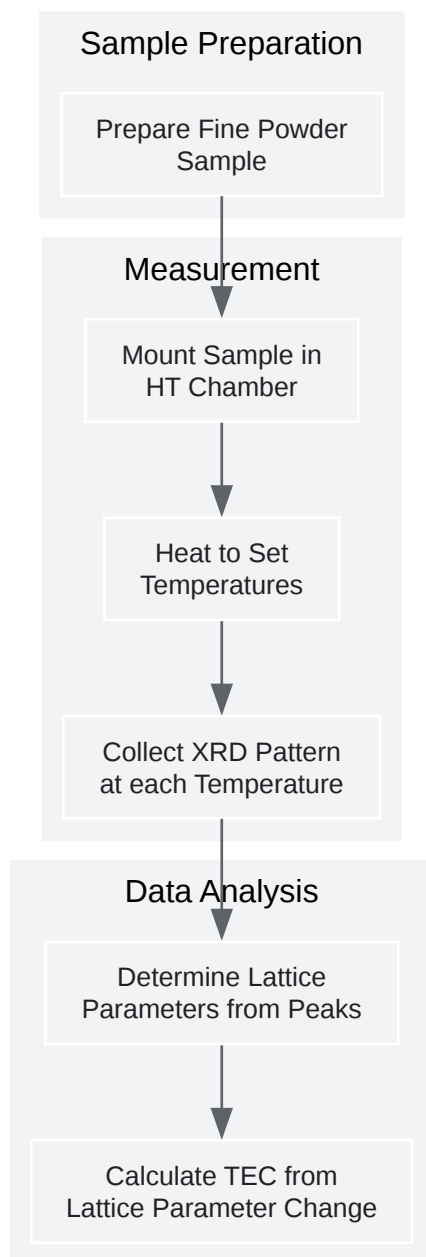 Sample Preparation
Prepare Fine Powder
Sample
Measurement
Mount Sample in
HT Chamber
Heat to Set
Temperatures
Collect XRD Pattern
at each Temperature
Data Analysis
Determine Lattice
Parameters from Peaks
Calculate TEC from
Lattice Parameter Change